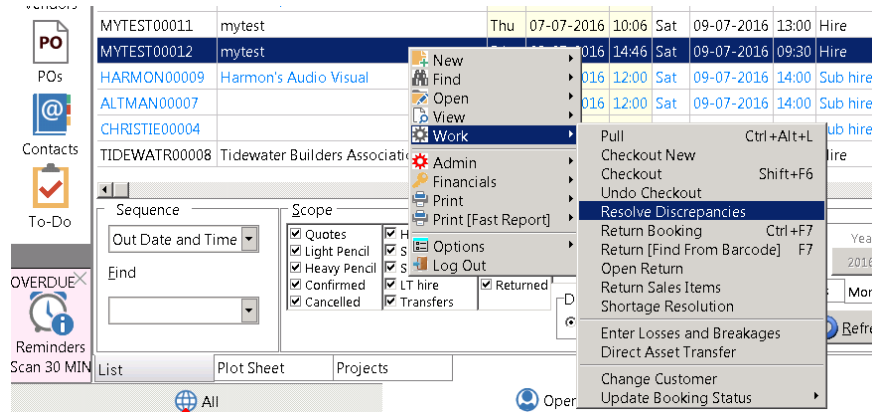 Vendors
MYTEST00011 mytest Thu 07-07-2016 10:06 Sat 09-07-2016 13:00 Hire
PO
MYTEST00012 mytest 14:46 Sat 09-07-2016 09:30 Hire
POs
HARMON00009 Harmon's Audio Visual 016 12:00 Sat 09-07-2016 14:00 Sub hire
ALTMAN00007 016 12:00 Sat 09-07-2016 14:00 Sub hire
CHRISTIE00004 ub hire
Contacts
TIDEWATR00008 Tidewater Builders Associati
To-Do
New
Find
Open
View
Work
Admin
Financials
Print
Print [Fast Report]
Options
Log Out
Pull Ctrl+Alt+L
Checkout New
Checkout Shift+F6
Undo Checkout
Resolve Discrepancies
Return Booking Ctrl+F7
Return [Find From Barcode] F7
Open Return
Return Sales Items
Shortage Resolution
Enter Losses and Breakages
Direct Asset Transfer
Change Customer
Update Booking Status
Sequence
Out Date and Time
Find
Scope
Quotes H
Light Pencil S
Heavy Pencil S
Confirmed LT hire Returned
Cancelled Transfers
D
Yea
2016
Mor
Refre
OVERDUE
Reminders
Scan 30 MIN
List Plot Sheet Projects
All Oper